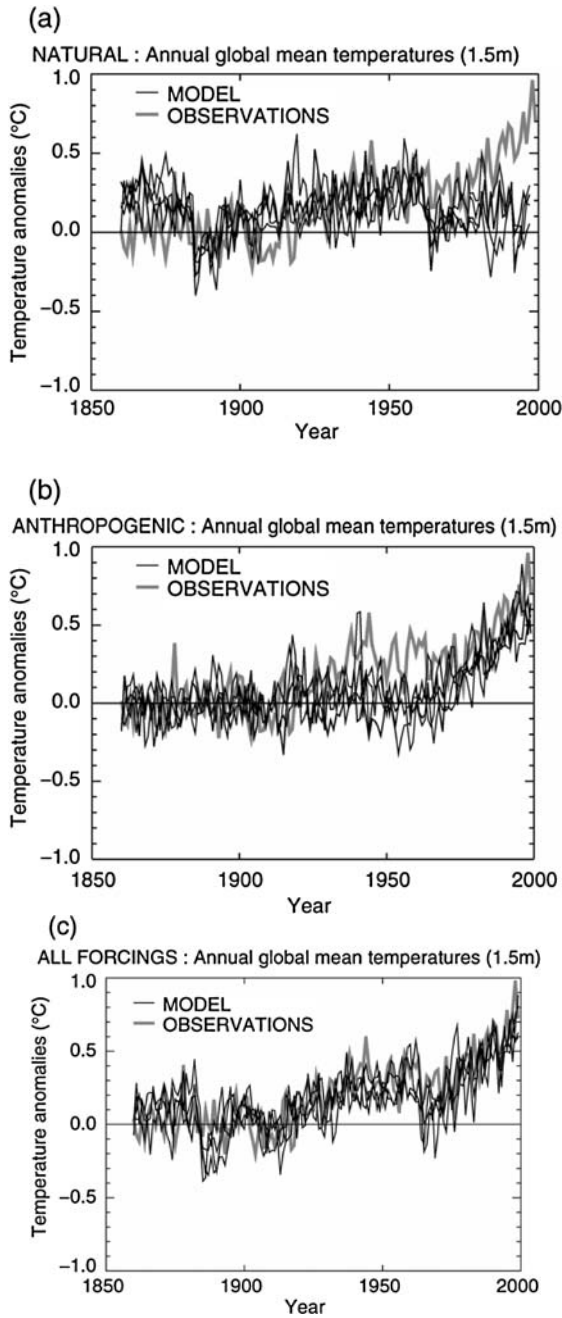 (a)
NATURAL : Annual global mean temperatures (1.5m)
1.0
MODEL
OBSERVATIONS
0.5
0.0
−0.5
−1.0
Temperature anomalies (°C)
1850 1900 1950 2000
Year
(b)
ANTHROPOGENIC : Annual global mean temperatures (1.5m)
1.0
MODEL
OBSERVATIONS
0.5
0.0
−0.5
−1.0
Temperature anomalies (°C)
1850 1900 1950 2000
Year
(c)
ALL FORCINGS : Annual global mean temperatures (1.5m)
1.0
MODEL
OBSERVATIONS
0.5
0.0
−0.5
−1.0
Temperature anomalies (°C)
1850 1900 1950 2000
Year